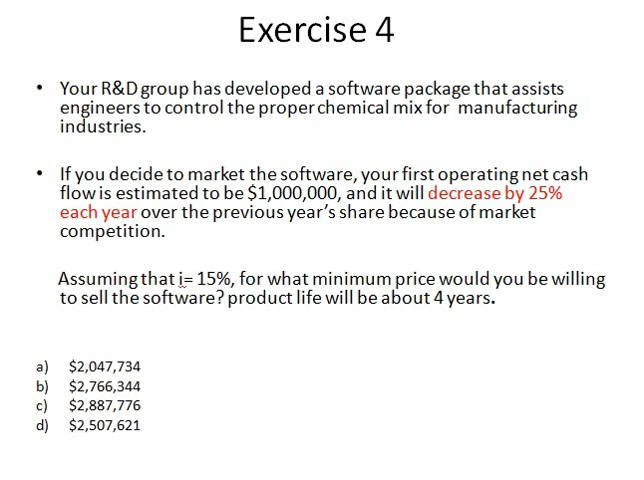 Exercise 4
• Your R&D group has developed a software package that assists
engineers to control the proper chemical mix for manufacturing
industries.
• If you decide to market the software, your first operating net cash
flow is estimated to be $1,000,000, and it will decrease by 25%
each year over the previous year's share because of market
competition.
Assuming that i= 15%, for what minimum price would you be willing
to sell the software? product life will be about 4 years.
a) $2,047,734
b) $2,766,344
c) $2,887,776
d) $2,507,621